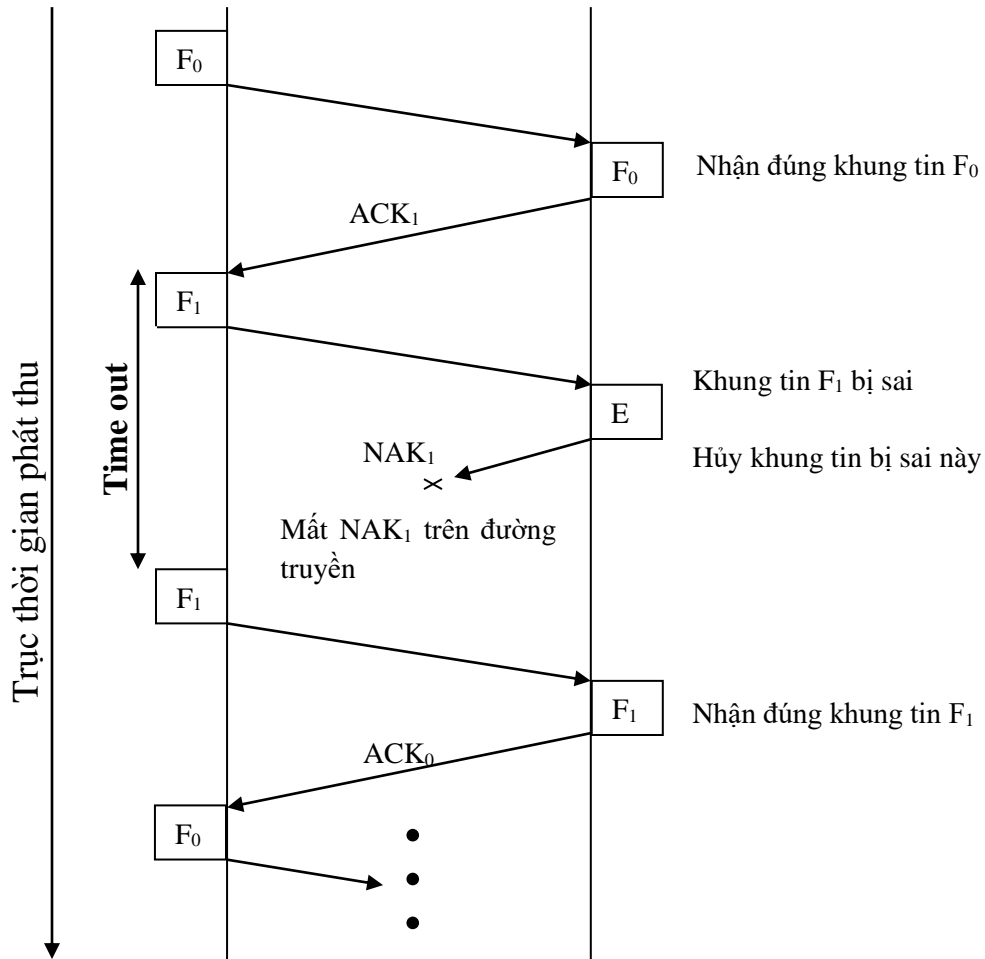 F₀
F₀
Nhận đúng khung tin F₀
ACK₁
F₁
Khung tin F₁ bị sai
E
NAK₁
Hủy khung tin bị sai này
Mất NAK₁ trên đường
truyền
Time out
Trục thời gian phát thu
F₁
F₁
Nhận đúng khung tin F₁
ACK₀
F₀